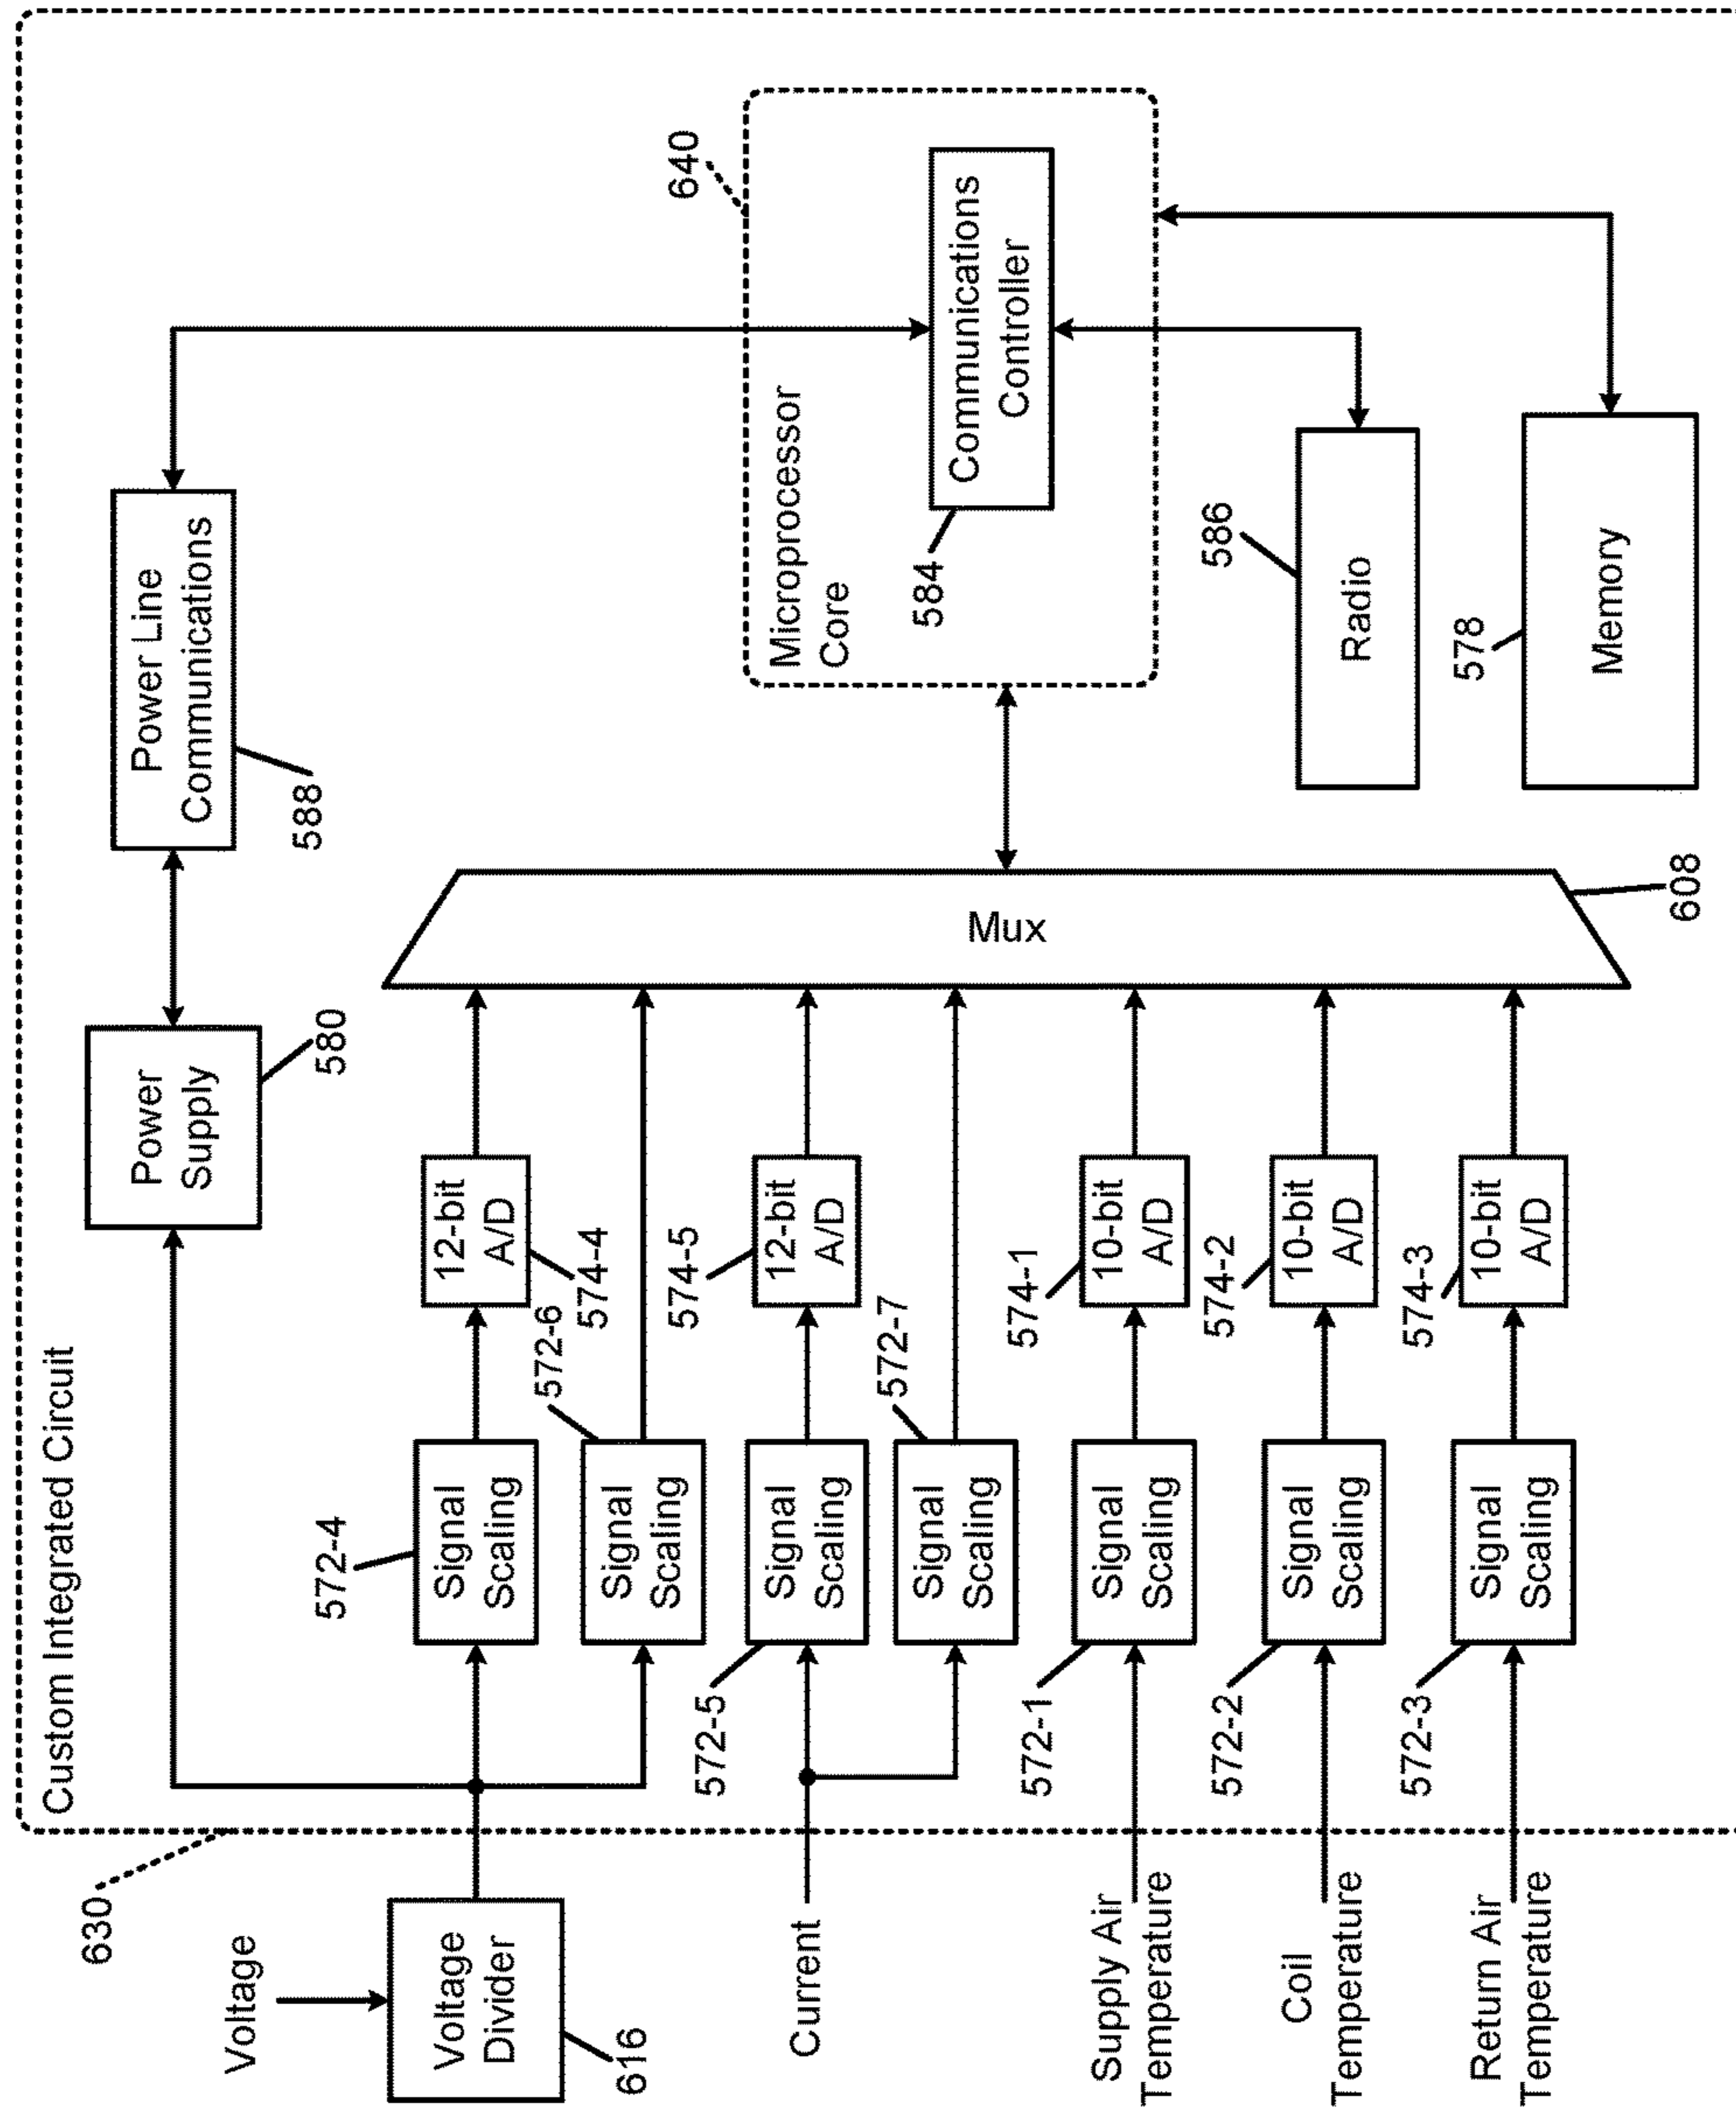 Custom Integrated Circuit
630
Voltage
Voltage
Divider
616
Power
Supply
580
Power Line
Communications
588
572-4
Signal
Scaling
12-bit
A/D
574-4
572-6
Signal
Scaling
Current
572-5
Signal
Scaling
12-bit
A/D
574-5
572-7
Signal
Scaling
Supply Air
Temperature
572-1
Signal
Scaling
10-bit
A/D
574-1
Coil
Temperature
572-2
Signal
Scaling
10-bit
A/D
574-2
Return Air
Temperature
572-3
Signal
Scaling
10-bit
A/D
574-3
Mux
608
640
Microprocessor
Core
Communications
Controller
584
586
Radio
578
Memory